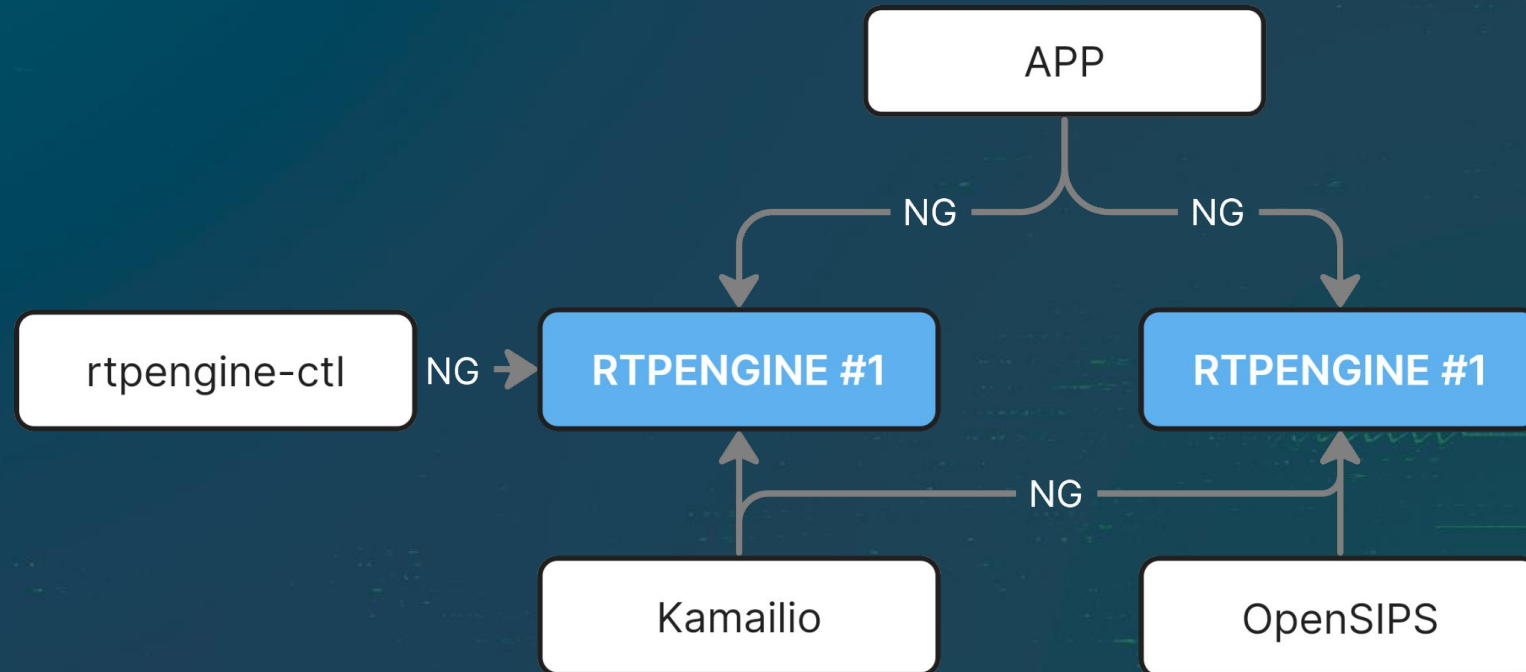 APP
NG
NG
rtpengine-ctl
NG
RTPENGINE #1
RTPENGINE #1
NG
Kamailio
OpenSIPS